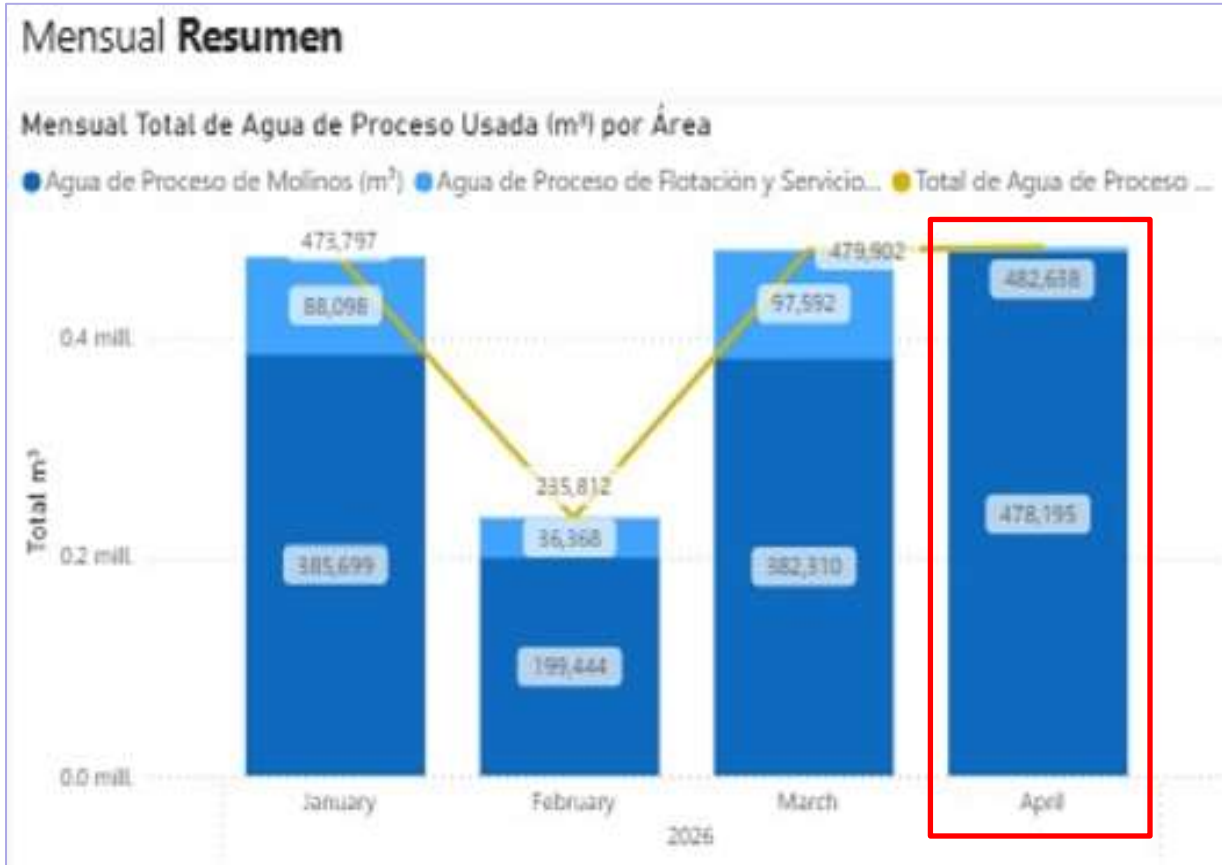 Mensual Resumen
Mensual Total de Agua de Proceso Usada (m³) por Área
Agua de Proceso de Molinos (m³) Agua de Proceso de Flotación y Servicio... Total de Agua de Proceso ...
Total m³
0.4 mill.
0.2 mill.
0.0 mill.
473,797
88,098
385,699
235,812
36,368
199,444
479,902
97,592
382,310
478,195
January February March April
2026